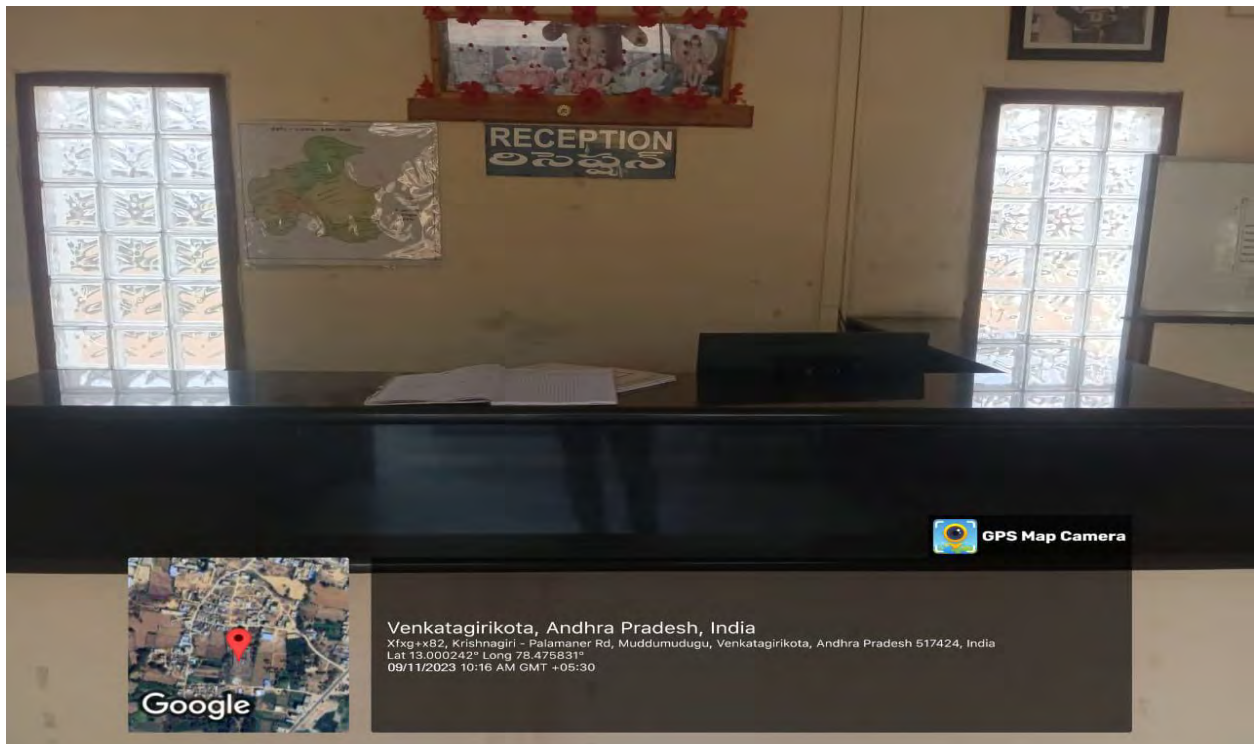 RECEPTION
రిసెప్షన్
GPS Map Camera
Venkatagirikota, Andhra Pradesh, India
Xfxg+x82, Krishnagiri - Palamaner Rd, Muddumudugu, Venkatagirikota, Andhra Pradesh 517424, India
Lat 13.000242° Long 78.475831°
09/11/2023 10:16 AM GMT +05:30
Google